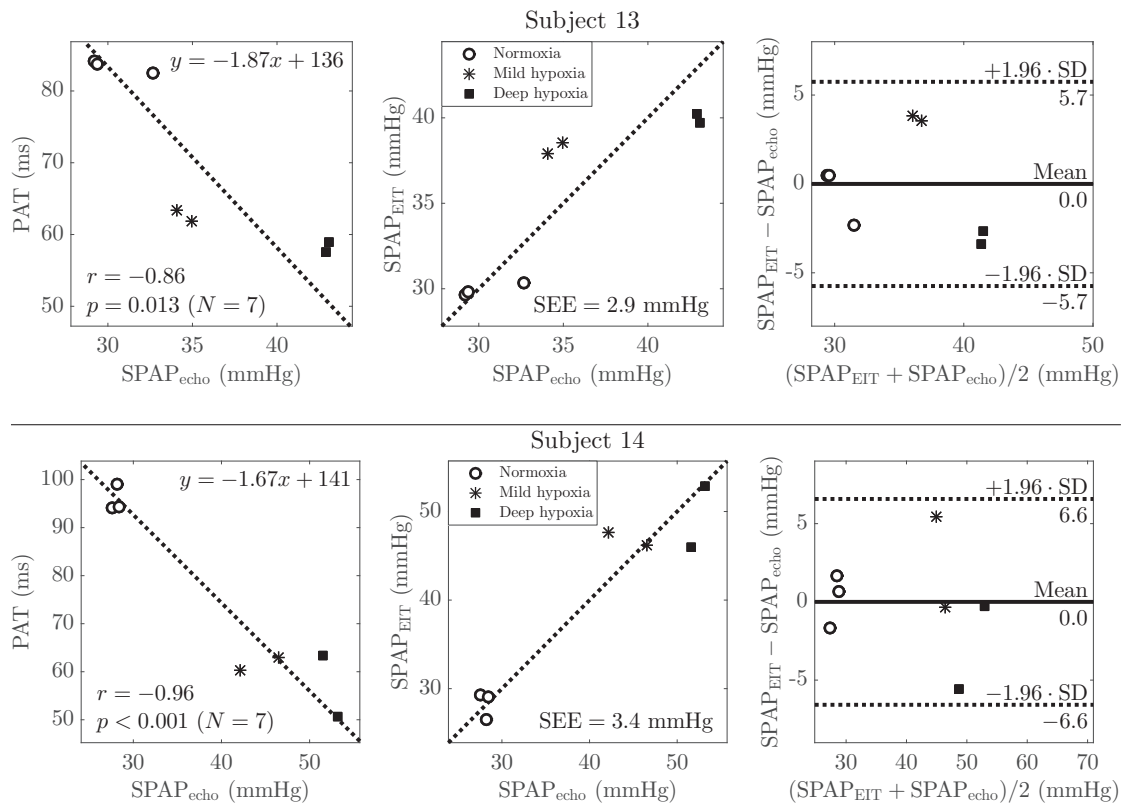 Subject 13
y = −1.87x + 136
r = −0.86
p = 0.013 (N = 7)
PAT (ms)
80
70
60
50
30
35
40
SPAP_echo (mmHg)
Normoxia
Mild hypoxia
Deep hypoxia
SEE = 2.9 mmHg
SPAP_EIT (mmHg)
40
35
30
30
35
40
SPAP_echo (mmHg)
+1.96 · SD
5.7
Mean
0.0
−1.96 · SD
−5.7
SPAP_EIT − SPAP_echo (mmHg)
5
0
-5
30
40
50
(SPAP_EIT + SPAP_echo)/2 (mmHg)
Subject 14
y = −1.67x + 141
r = −0.96
p < 0.001 (N = 7)
PAT (ms)
100
90
80
70
60
50
30
40
50
SPAP_echo (mmHg)
Normoxia
Mild hypoxia
Deep hypoxia
SEE = 3.4 mmHg
SPAP_EIT (mmHg)
50
40
30
30
40
50
SPAP_echo (mmHg)
+1.96 · SD
6.6
Mean
0.0
−1.96 · SD
−6.6
SPAP_EIT − SPAP_echo (mmHg)
5
0
-5
30
40
50
60
70
(SPAP_EIT + SPAP_echo)/2 (mmHg)